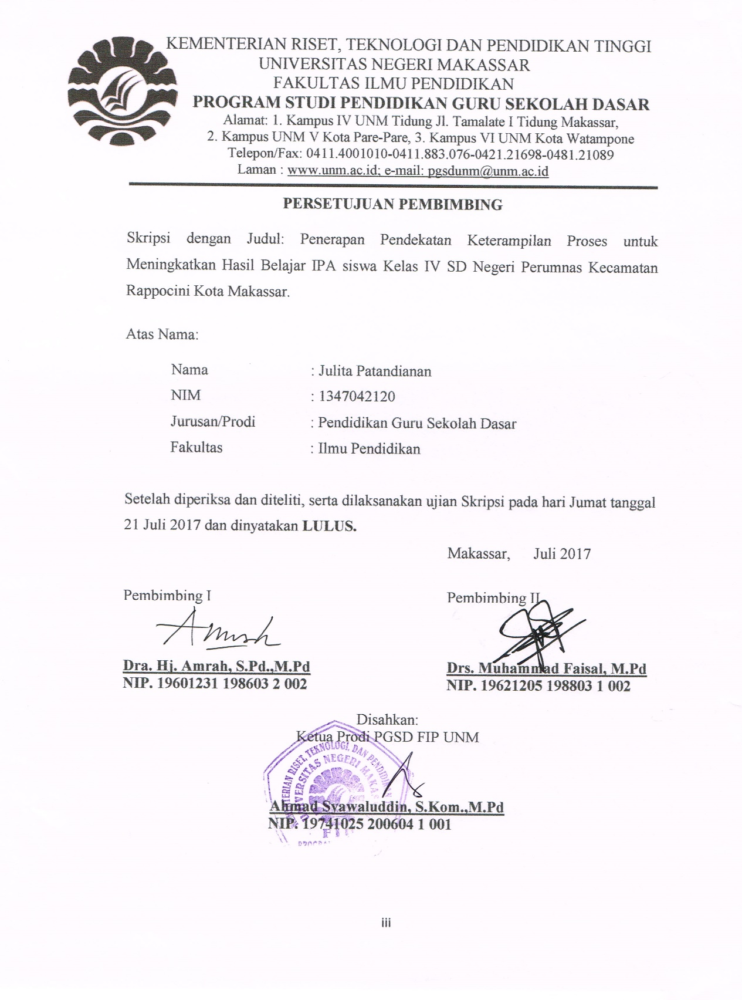 KEMENTERIAN RISET, TEKNOLOGI DAN PENDIDIKAN TINGGI
UNIVERSITAS NEGERI MAKASSAR
FAKULTAS ILMU PENDIDIKAN
PROGRAM STUDI PENDIDIKAN GURU SEKOLAH DASAR
Alamat: 1. Kampus IV UNM Tidung Jl. Tamalate I Tidung Makassar,
2. Kampus UNM V Kota Pare-Pare, 3. Kampus VI UNM Kota Watampone
Telepon/Fax: 0411.4001010-0411.883.076-0421.21698-0481.21089
Laman : www.unm.ac.id; e-mail: pgsdunm@unm.ac.id
PERSETUJUAN PEMBIMBING
Skripsi dengan Judul: Penerapan Pendekatan Keterampilan Proses untuk
Meningkatkan Hasil Belajar IPA siswa Kelas IV SD Negeri Perumnas Kecamatan
Rappocini Kota Makassar.
Atas Nama:
Nama : Julita Patandianan
NIM : 1347042120
Jurusan/Prodi : Pendidikan Guru Sekolah Dasar
Fakultas : Ilmu Pendidikan
Setelah diperiksa dan diteliti, serta dilaksanakan ujian Skripsi pada hari Jumat tanggal
21 Juli 2017 dan dinyatakan LULUS.
Makassar, Juli 2017
Pembimbing I Pembimbing II
Dra. Hj. Amrah, S.Pd.,M.Pd Drs. Muhammad Faisal, M.Pd
NIP. 19601231 198603 2 002 NIP. 19621205 198803 1 002
Disahkan:
Ketua Prodi PGSD FIP UNM
RISET, TEKNOLOGI, DAN
UNIVERSITAS NEGERI
Ahmad Syawaluddin, S.Kom.,M.Pd
NIP. 19741025 200604 1 001
iii